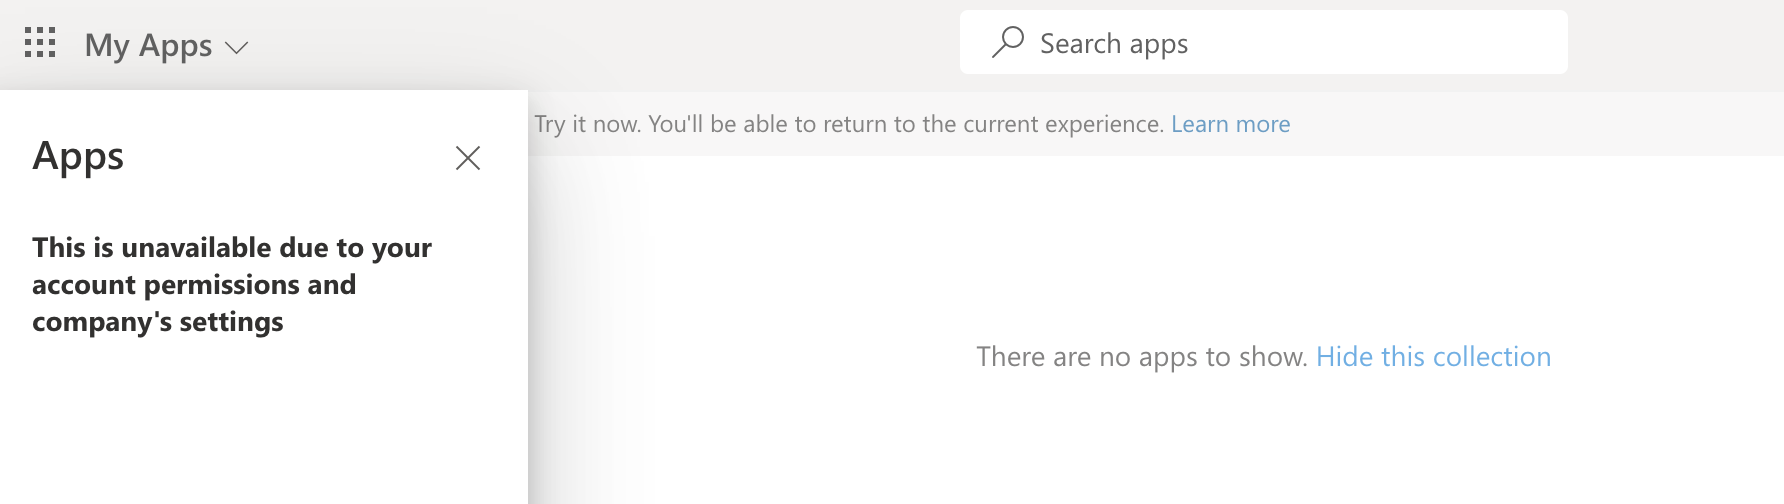 My Apps
Search apps
Try it now. You'll be able to return to the current experience. Learn more
Apps
This is unavailable due to your
account permissions and
company's settings
There are no apps to show. Hide this collection